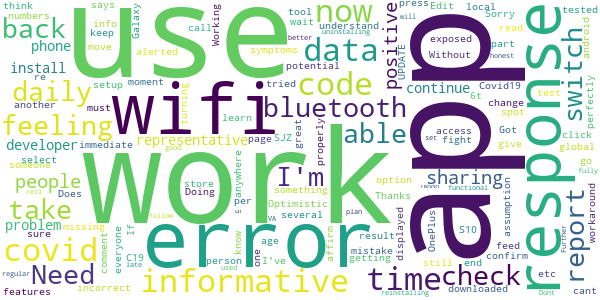 think says info Galaxy
numbers keep call Working use now understand local Sorry press will Edit read tested
back move alerted tool wait better uninstalling positive UPDATE exposed honest android
phone symptoms data Without part switch perfectly
install setup moment potential tried code continue Covid19 6t change test
daily another re must turning wifi bluetooth app response
feeling learn SJZ great properly able access set fight Got spot click global
developer immediate representative page anywhere I'm sharing give option go fully
someone select good work something Thanks OnePlus S10 report workaround
people Does store Doing per Optimistic VA several plan displayed assumption
take cell everyone comment error person used know one age I've affirm result mistake getting feed confirm etc cant
problem sure missing If C19 late follow still end downloaded functional Further Dont
covid incorrect informative time check
Need regular features reinstalling